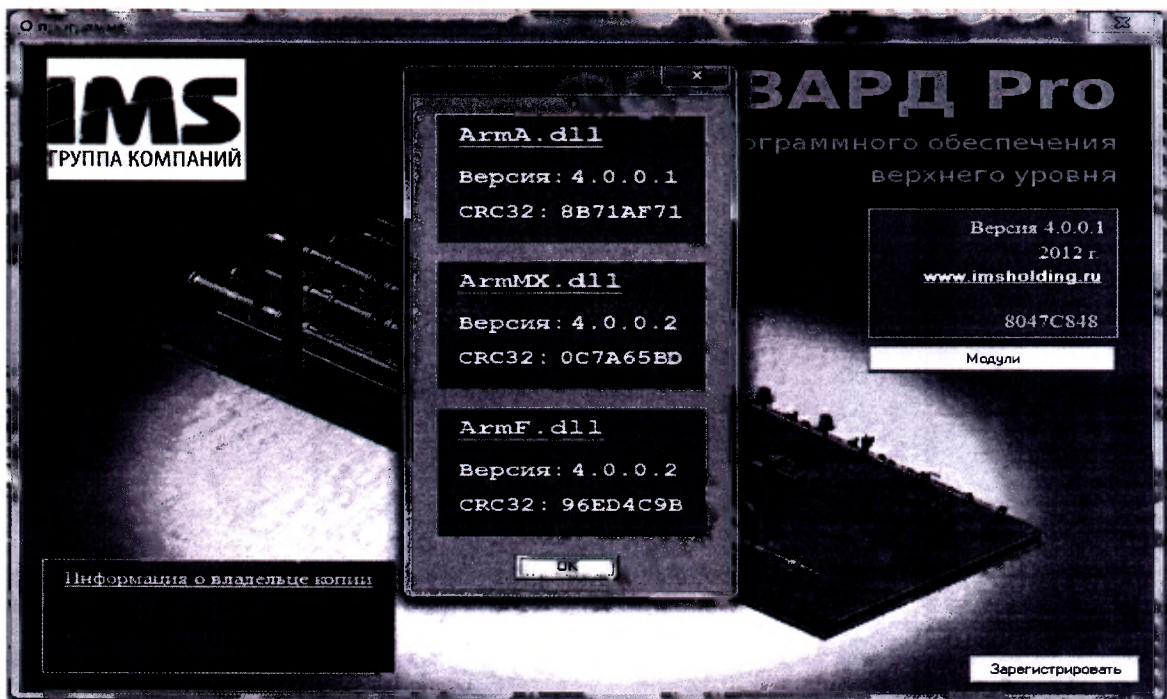 О программе
IMS
ГРУППА КОМПАНИЙ
ВАРД Pro
ограммного обеспечения
верхнего уровня
Версия 4.0.0.1
2012 г.
www.imsholding.ru
8047C848
Модули
ArmA.dll
Версия: 4.0.0.1
CRC32: 8B71AF71
ArmMX.dll
Версия: 4.0.0.2
CRC32: 0C7A65BD
ArmF.dll
Версия: 4.0.0.2
CRC32: 96ED4C9B
OK
Информация о владельце копии
Зарегистрировать